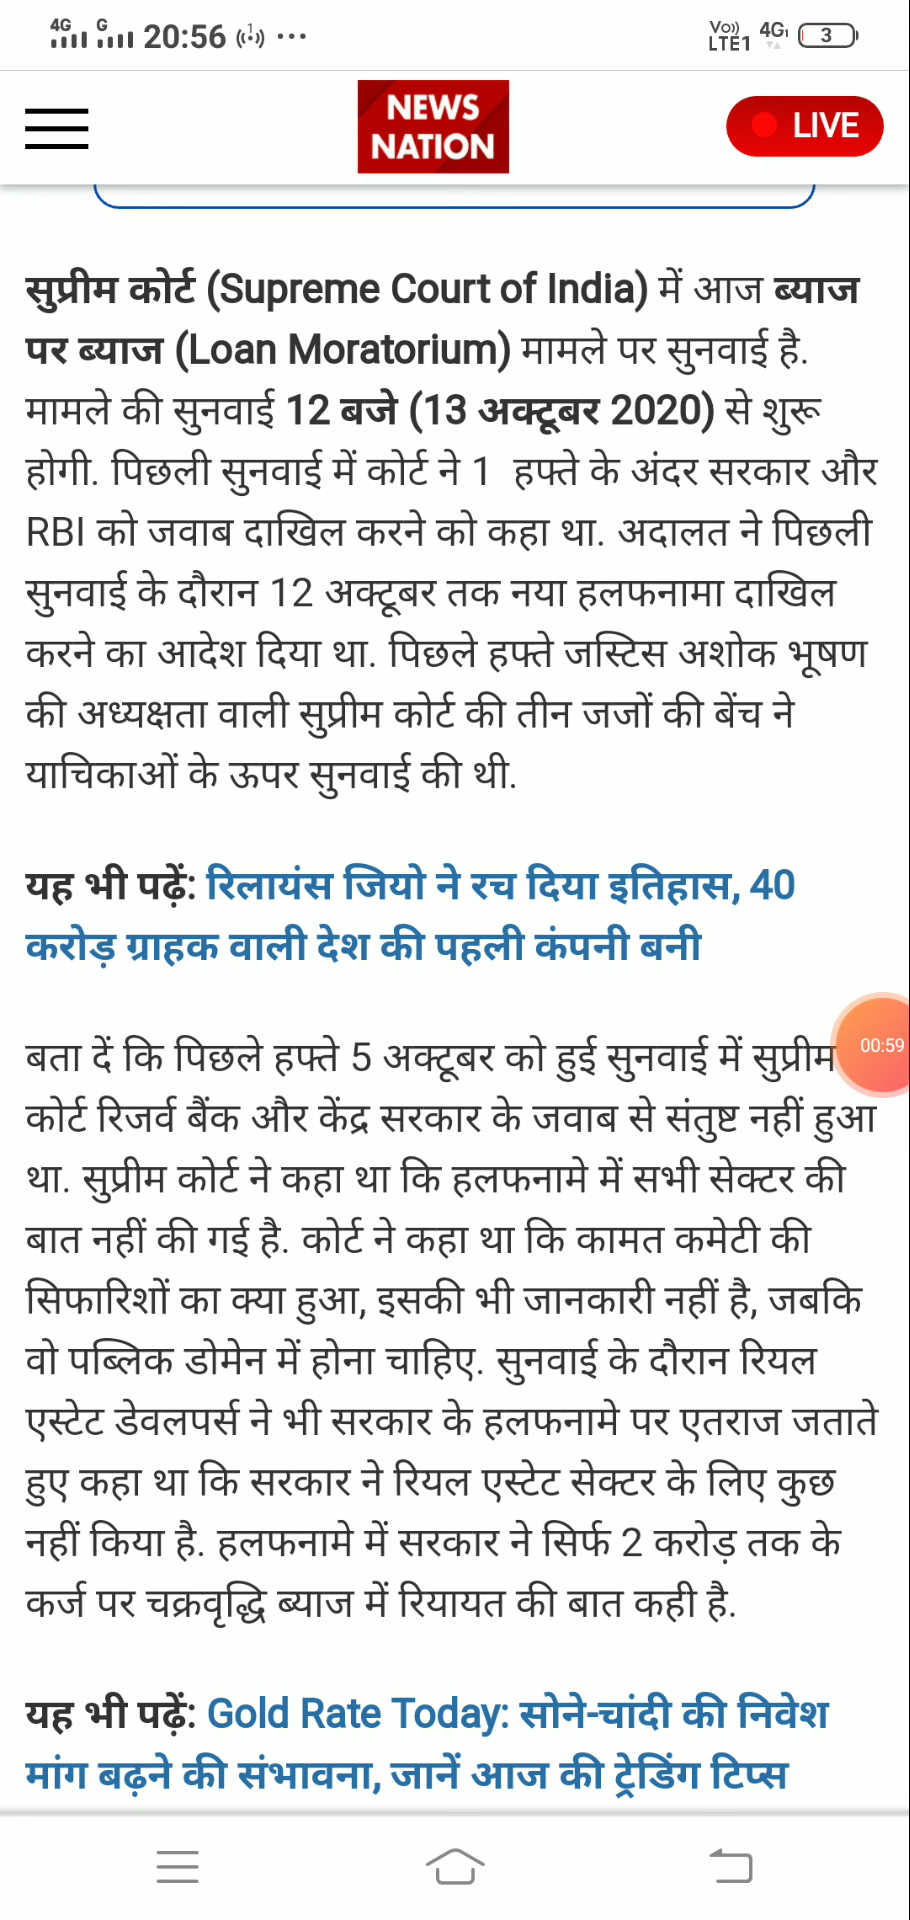 4G G 20:56
Vo)) LTE1 4G 3
NEWS
NATION
LIVE
सुप्रीम कोर्ट (Supreme Court of India) में आज ब्याज
पर ब्याज (Loan Moratorium) मामले पर सुनवाई है.
मामले की सुनवाई 12 बजे (13 अक्टूबर 2020) से शुरू
होगी. पिछली सुनवाई में कोर्ट ने 1 हफ्ते के अंदर सरकार और
RBI को जवाब दाखिल करने को कहा था. अदालत ने पिछली
सुनवाई के दौरान 12 अक्टूबर तक नया हलफनामा दाखिल
करने का आदेश दिया था. पिछले हफ्ते जस्टिस अशोक भूषण
की अध्यक्षता वाली सुप्रीम कोर्ट की तीन जजों की बेंच ने
याचिकाओं के ऊपर सुनवाई की थी.
यह भी पढ़ें: रिलायंस जियो ने रच दिया इतिहास, 40
करोड़ ग्राहक वाली देश की पहली कंपनी बनी
बता दें कि पिछले हफ्ते 5 अक्टूबर को हुई सुनवाई में सुप्रीम
00:59
कोर्ट रिजर्व बैंक और केंद्र सरकार के जवाब से संतुष्ट नहीं हुआ
था. सुप्रीम कोर्ट ने कहा था कि हलफनामे में सभी सेक्टर की
बात नहीं की गई है. कोर्ट ने कहा था कि कामत कमेटी की
सिफारिशों का क्या हुआ, इसकी भी जानकारी नहीं है, जबकि
वो पब्लिक डोमेन में होना चाहिए. सुनवाई के दौरान रियल
एस्टेट डेवलपर्स ने भी सरकार के हलफनामे पर एतराज जताते
हुए कहा था कि सरकार ने रियल एस्टेट सेक्टर के लिए कुछ
नहीं किया है. हलफनामे में सरकार ने सिर्फ 2 करोड़ तक के
कर्ज पर चक्रवृद्धि ब्याज में रियायत की बात कही है.
यह भी पढ़ें: Gold Rate Today: सोने-चांदी की निवेश
मांग बढ़ने की संभावना, जानें आज की ट्रेडिंग टिप्स